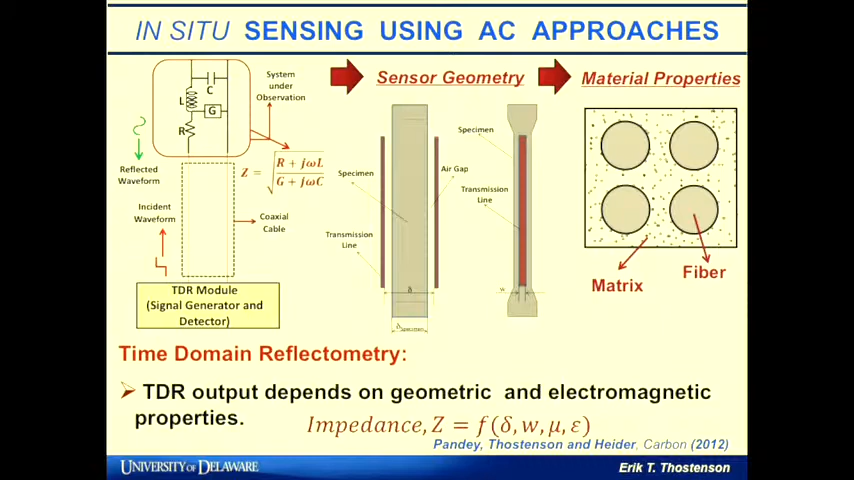 IN SITU SENSING USING AC APPROACHES
System
under
Observation
C
L
G
R
Z = √ R + jωL / G + jωC
Reflected
Waveform
Incident
Waveform
Coaxial
Cable
TDR Module
(Signal Generator and
Detector)
Sensor Geometry
Specimen
Air Gap
Transmission
Line
δ
Specimen
Transmission
Line
w
Material Properties
Matrix
Fiber
Time Domain Reflectometry:
➢ TDR output depends on geometric and electromagnetic
properties.
Impedance, Z = f(δ, w, μ, ε)
Pandey, Thostenson and Heider, Carbon (2012)
UNIVERSITY OF DELAWARE
Erik T. Thostenson